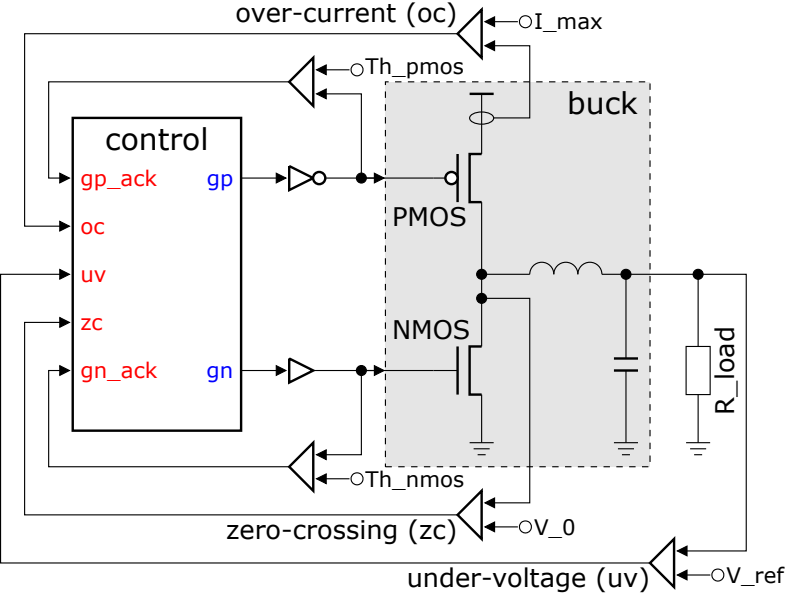 over-current (oc)
I_max
Th_pmos
buck
control
gp_ack
gp
oc
PMOS
uv
zc
NMOS
gn_ack
gn
R_load
Th_nmos
zero-crossing (zc)
V_0
under-voltage (uv)
V_ref